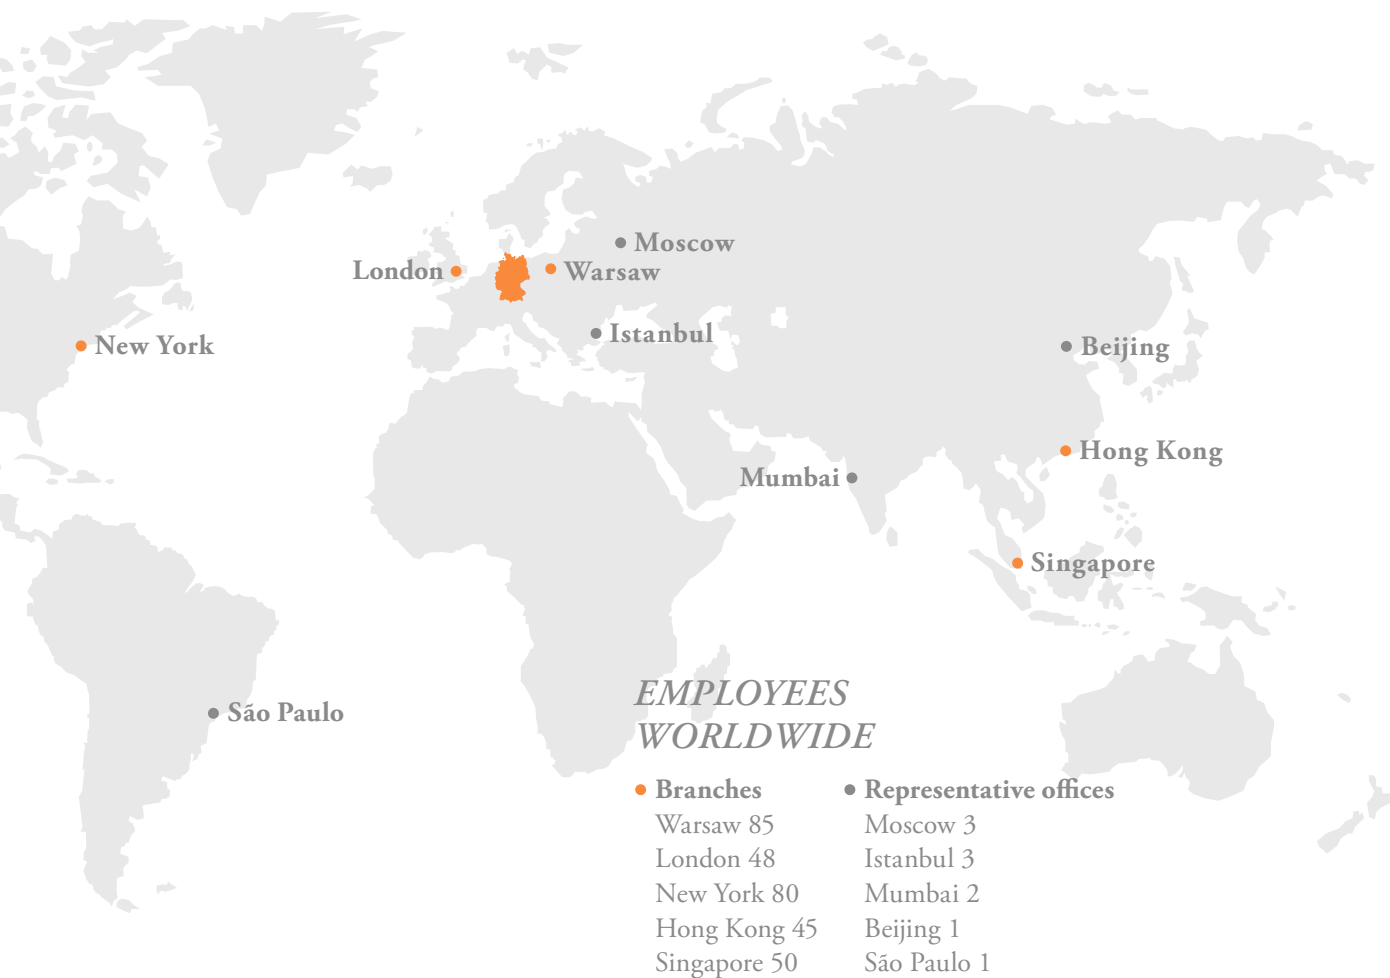 Moscow
London
Warsaw
Istanbul
New York
Beijing
Hong Kong
Mumbai
Singapore
São Paulo
EMPLOYEES
WORLDWIDE
Branches
Warsaw 85
London 48
New York 80
Hong Kong 45
Singapore 50
Representative offices
Moscow 3
Istanbul 3
Mumbai 2
Beijing 1
São Paulo 1